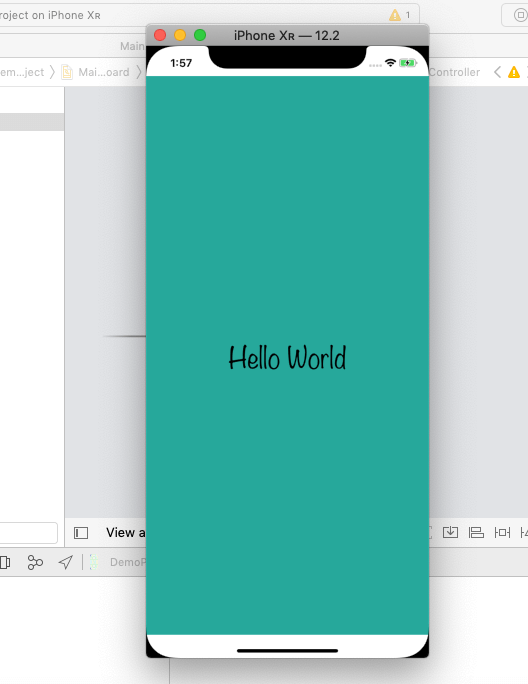 roject on iPhone Xʀ
1
iPhone Xʀ — 12.2
Main
em...ject
Mai...oard
Controller
1:57
Hello World
View a
DemoP